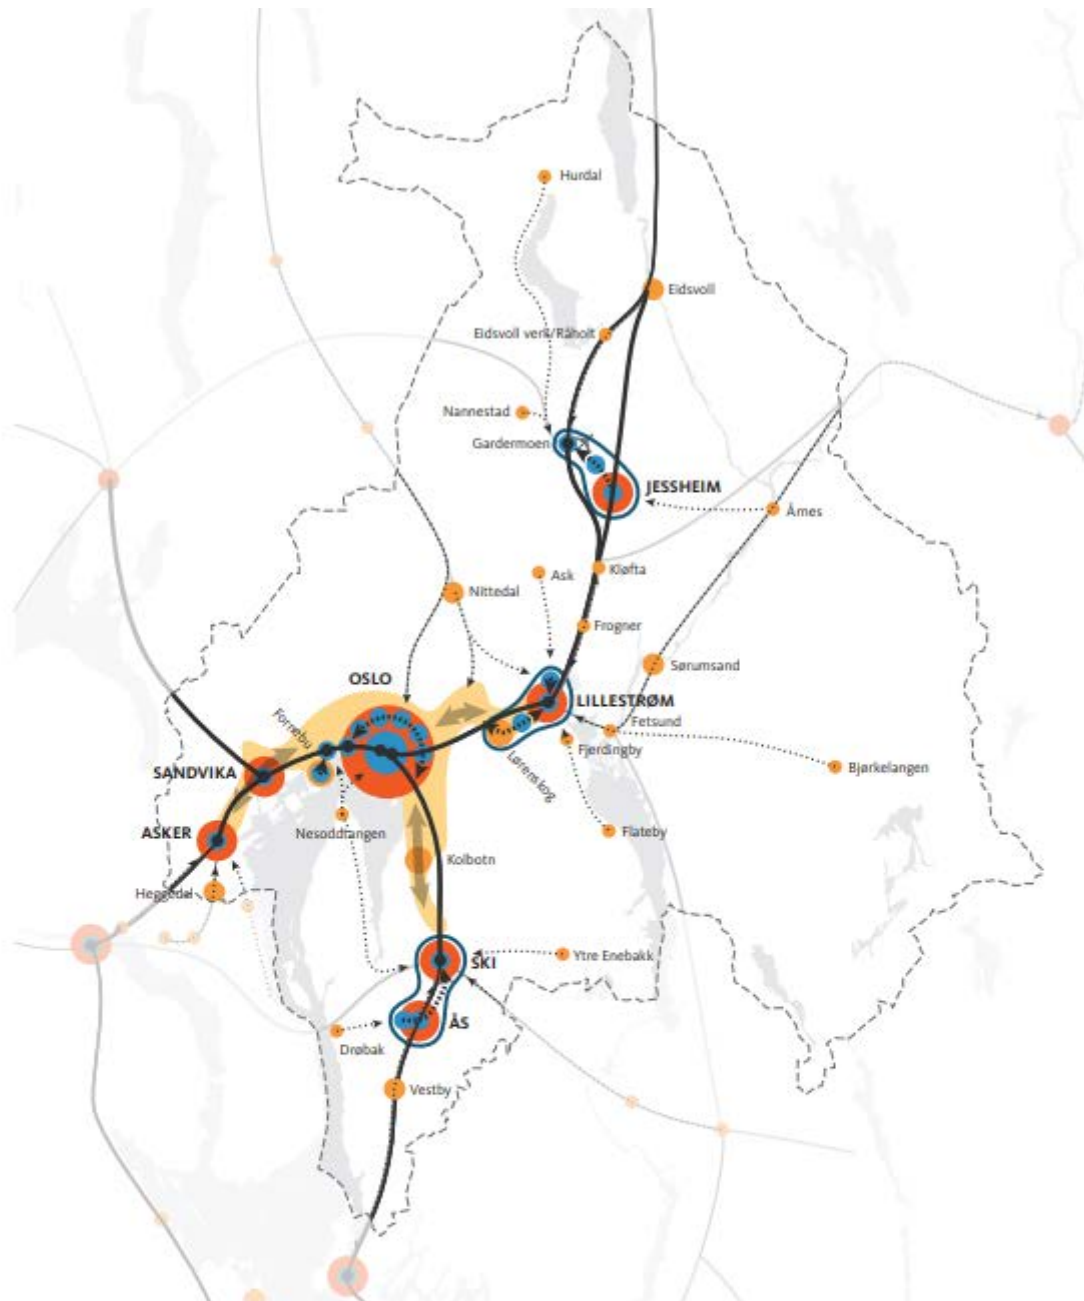 Hurdal
Eidsvoll
Eidsvoll verk/Råholt
Nannestad
Gardermoen
JESSHEIM
Årnes
Kløfta
Ask
Nittedal
Frogner
Sørumsand
OSLO
LILLESTRØM
Fetsund
Fornebu
Fjerdingby
Lørenskog
Bjørkelangen
SANDVIKA
ASKER
Nesoddtangen
Flateby
Kolbotn
Heggedal
Ytre Enebakk
SKI
ÅS
Drøbak
Vestby